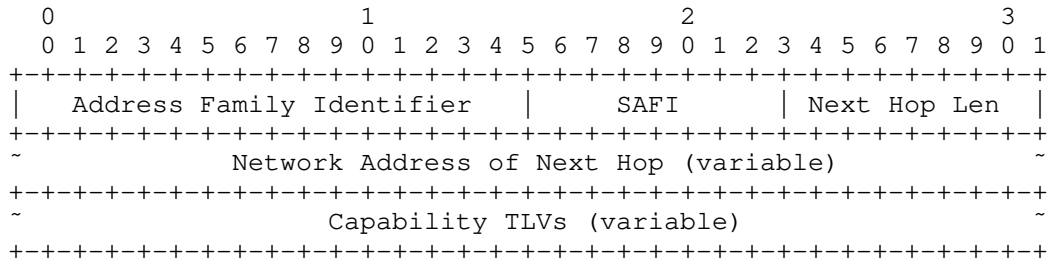 0                   1                   2                   3
 0 1 2 3 4 5 6 7 8 9 0 1 2 3 4 5 6 7 8 9 0 1 2 3 4 5 6 7 8 9 0 1
+-+-+-+-+-+-+-+-+-+-+-+-+-+-+-+-+-+-+-+-+-+-+-+-+-+-+-+-+-+-+-+-+
|   Address Family Identifier   |     SAFI      | Next Hop Len  |
+-+-+-+-+-+-+-+-+-+-+-+-+-+-+-+-+-+-+-+-+-+-+-+-+-+-+-+-+-+-+-+-+
~             Network Address of Next Hop (variable)            ~
+-+-+-+-+-+-+-+-+-+-+-+-+-+-+-+-+-+-+-+-+-+-+-+-+-+-+-+-+-+-+-+-+
~                   Capability TLVs (variable)                  ~
+-+-+-+-+-+-+-+-+-+-+-+-+-+-+-+-+-+-+-+-+-+-+-+-+-+-+-+-+-+-+-+-+